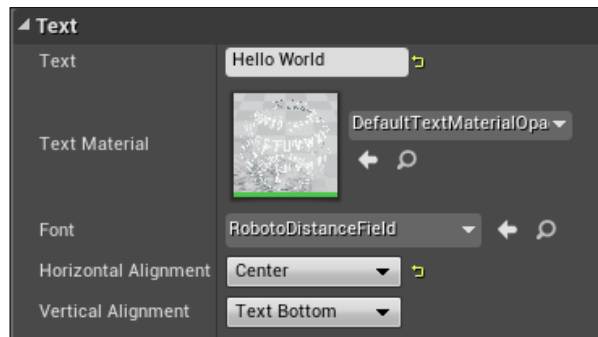 Text
Text Hello World
Text Material DefaultTextMaterialOpa
Font RobotoDistanceField
Horizontal Alignment Center
Vertical Alignment Text Bottom